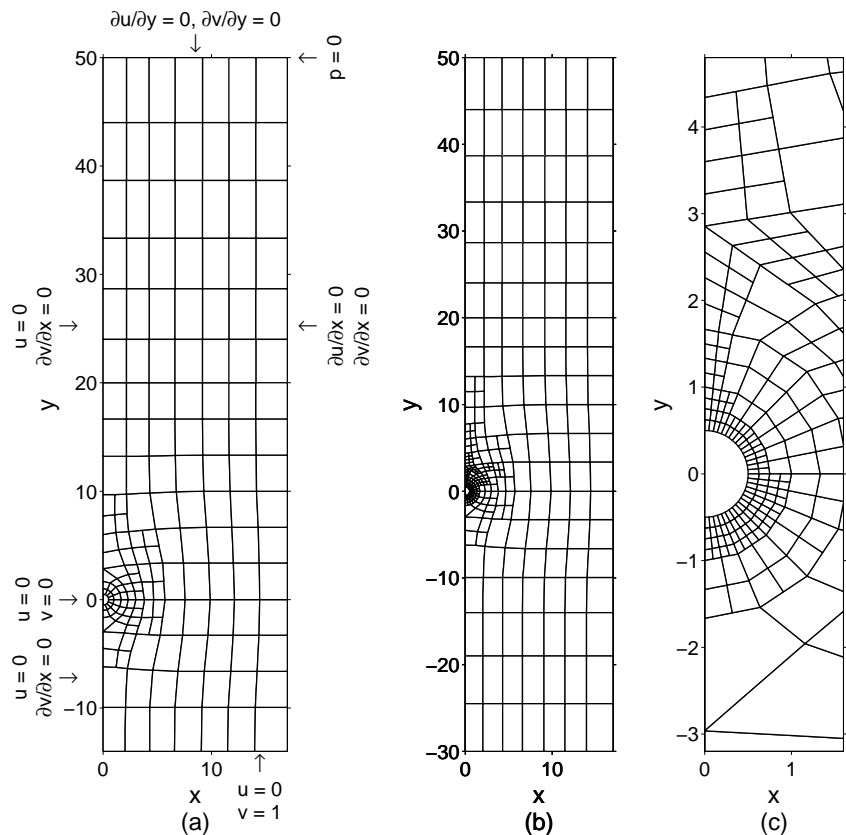 ∂u/∂y = 0, ∂v/∂y = 0
↓
← p = 0
50
40
30
20
10
0
−10
y
u = 0
∂v/∂x = 0 →
← ∂u/∂x = 0
∂v/∂x = 0
u = 0
v = 0 →
u = 0
∂v/∂x = 0 →
0 10
↑
x
u = 0
v = 1
(a)
50
40
30
20
10
0
−10
−20
−30
y
0 10
x
(b)
4
3
2
1
0
−1
−2
−3
y
0 1
x
(c)